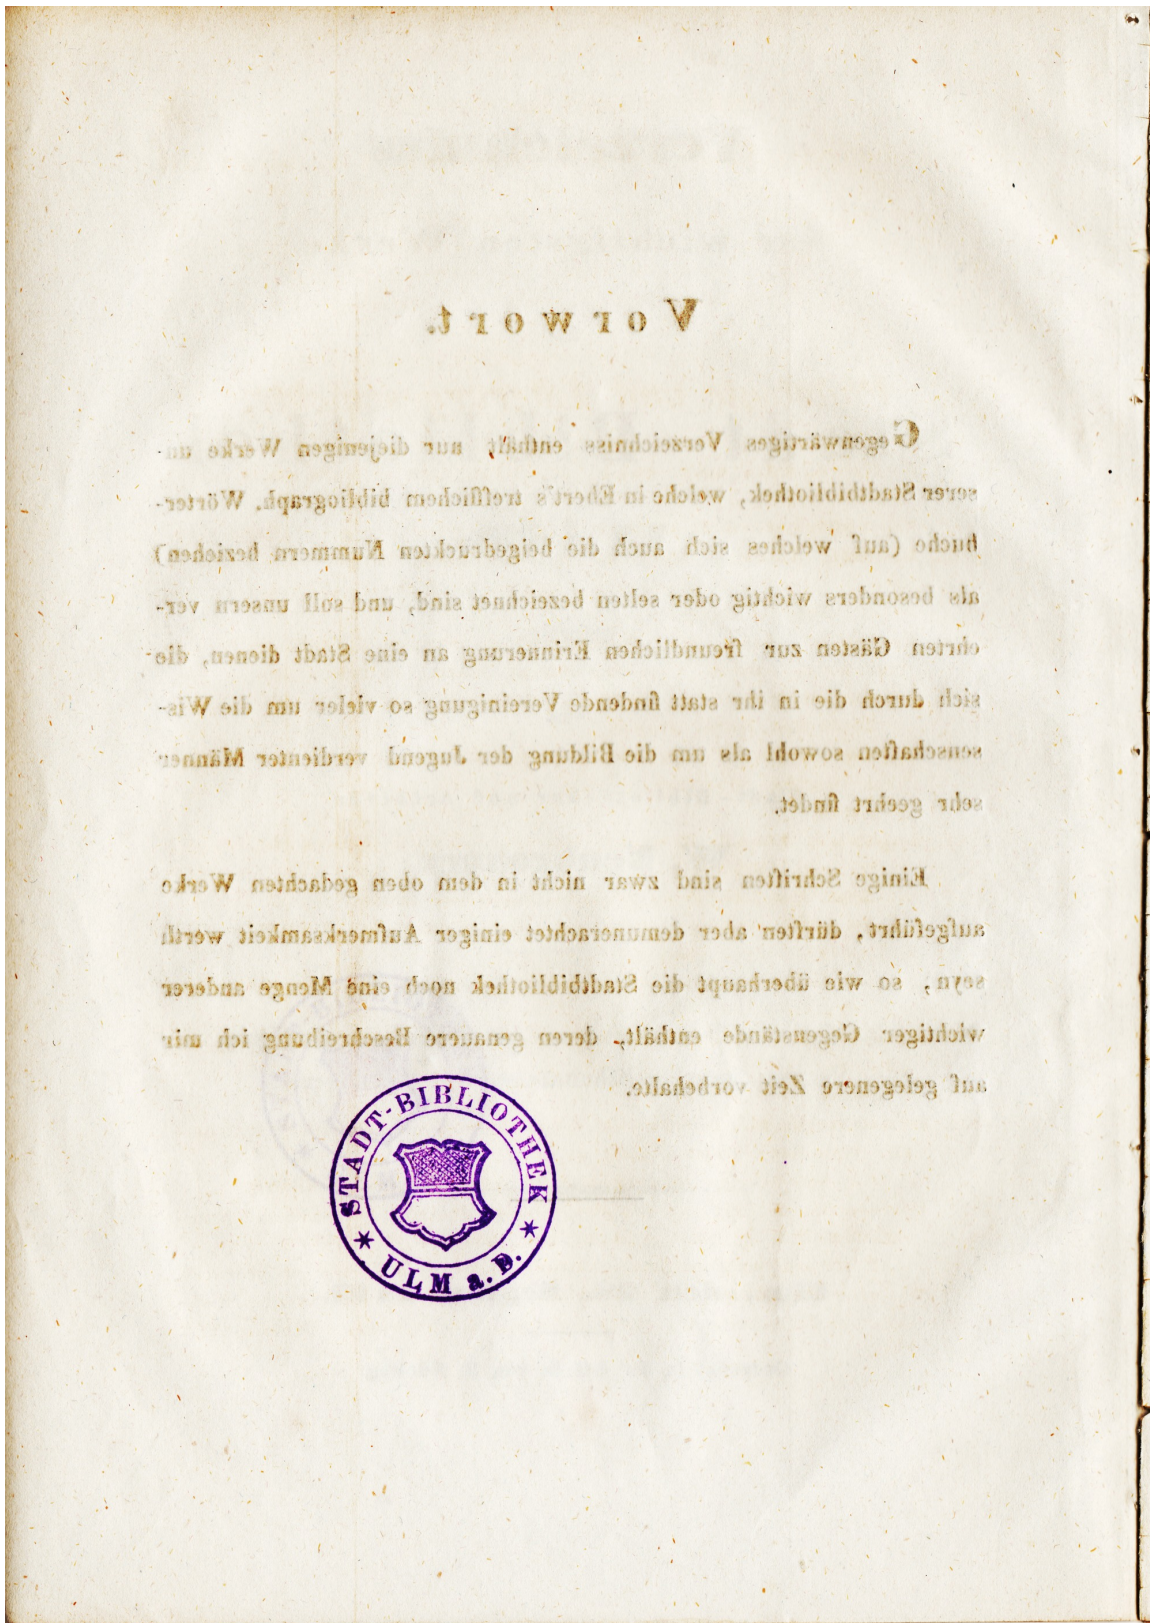 Vorwort.
Gegenwärtiges Verzeichniss enthält nur diejenigen Werke un-
serer Stadtbibliothek, welche in Ebert's trefflichem bibliograph. Wörter-
buche (auf welches sich auch die beigedruckten Nummern beziehen)
als besonders wichtig oder selten bezeichnet sind, und soll unsern ver-
ehrten Gästen zur freundlichen Erinnerung an eine Stadt dienen, die
sich durch die in ihr statt findende Vereinigung so vieler um die Wis-
senschaften sowohl als um die Bildung der Jugend verdienter Männer
sehr geehrt findet.
Einige Schriften sind zwar nicht in dem oben gedachten Werke
aufgeführt, dürften aber demunerachtet einiger Aufmerksamkeit werth
seyn, so wie überhaupt die Stadtbibliothek noch eine Menge anderer
wichtiger Gegenstände enthält, deren genauere Beschreibung ich mir
auf gelegenere Zeit vorbehalte.
STADT-BIBLIOTHEK
* ULM a. D. *